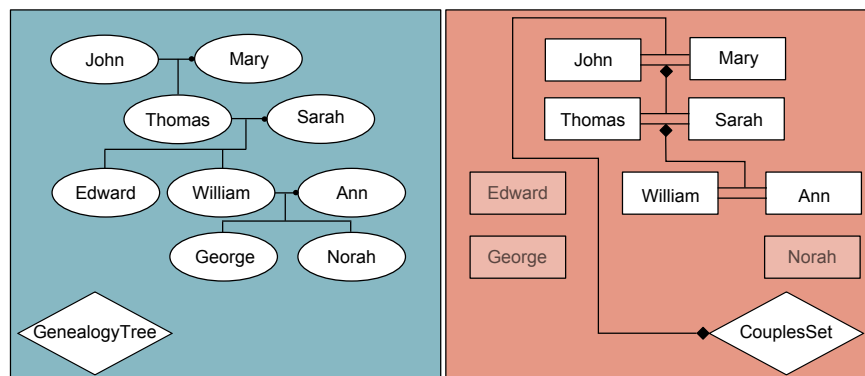 John
Mary
Thomas
Sarah
Edward
William
Ann
George
Norah
GenealogyTree
John
Mary
Thomas
Sarah
Edward
William
Ann
George
Norah
CouplesSet